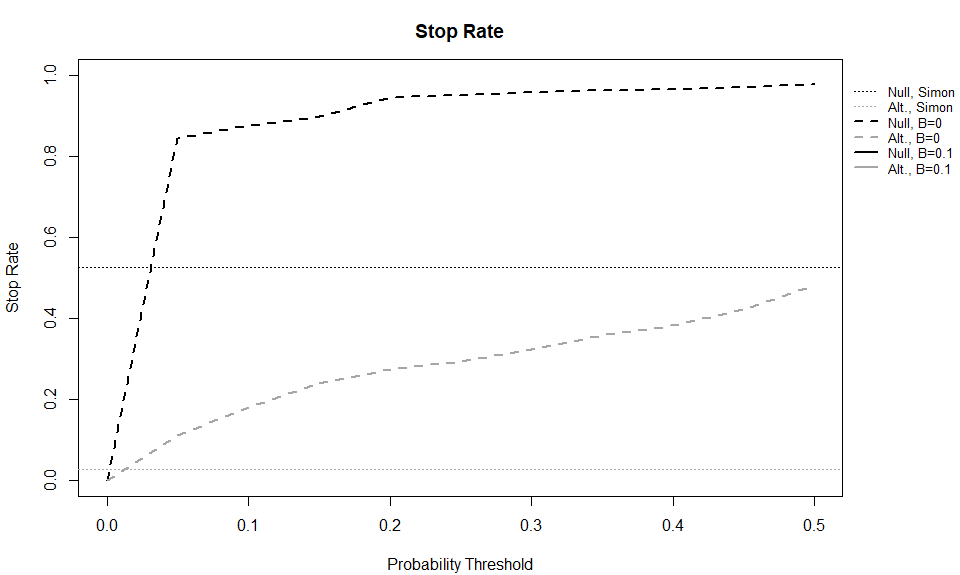 Stop Rate
Stop Rate
1.0
0.8
0.6
0.4
0.2
0.0
0.0 0.1 0.2 0.3 0.4 0.5
Probability Threshold
Null, Simon
Alt., Simon
Null, B=0
Alt., B=0
Null, B=0.1
Alt., B=0.1